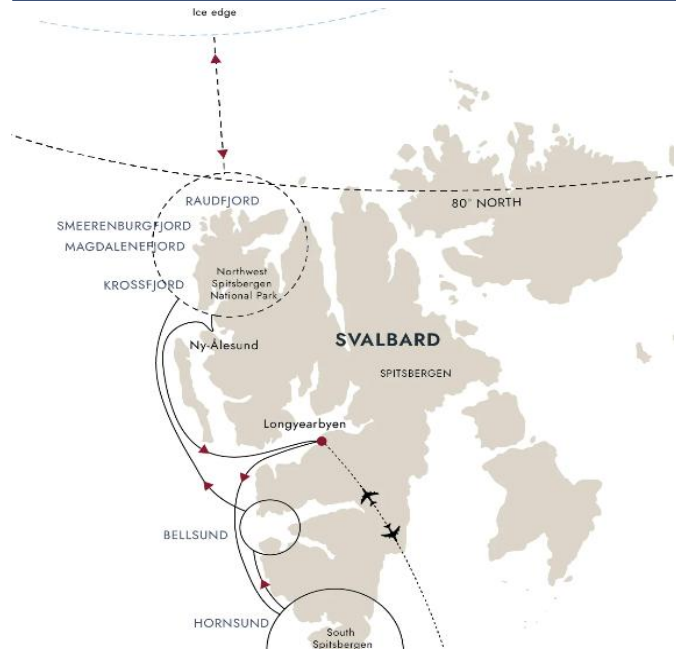 Ice edge
RAUDFJORD
80° NORTH
SMEERENBURGFJORD
MAGDALENEFJORD
KROSSFJORD
Northwest
Spitsbergen
National Park
Ny-Ålesund
SVALBARD
SPITSBERGEN
Longyearbyen
BELLSUND
HORNSUND
South
Spitsbergen